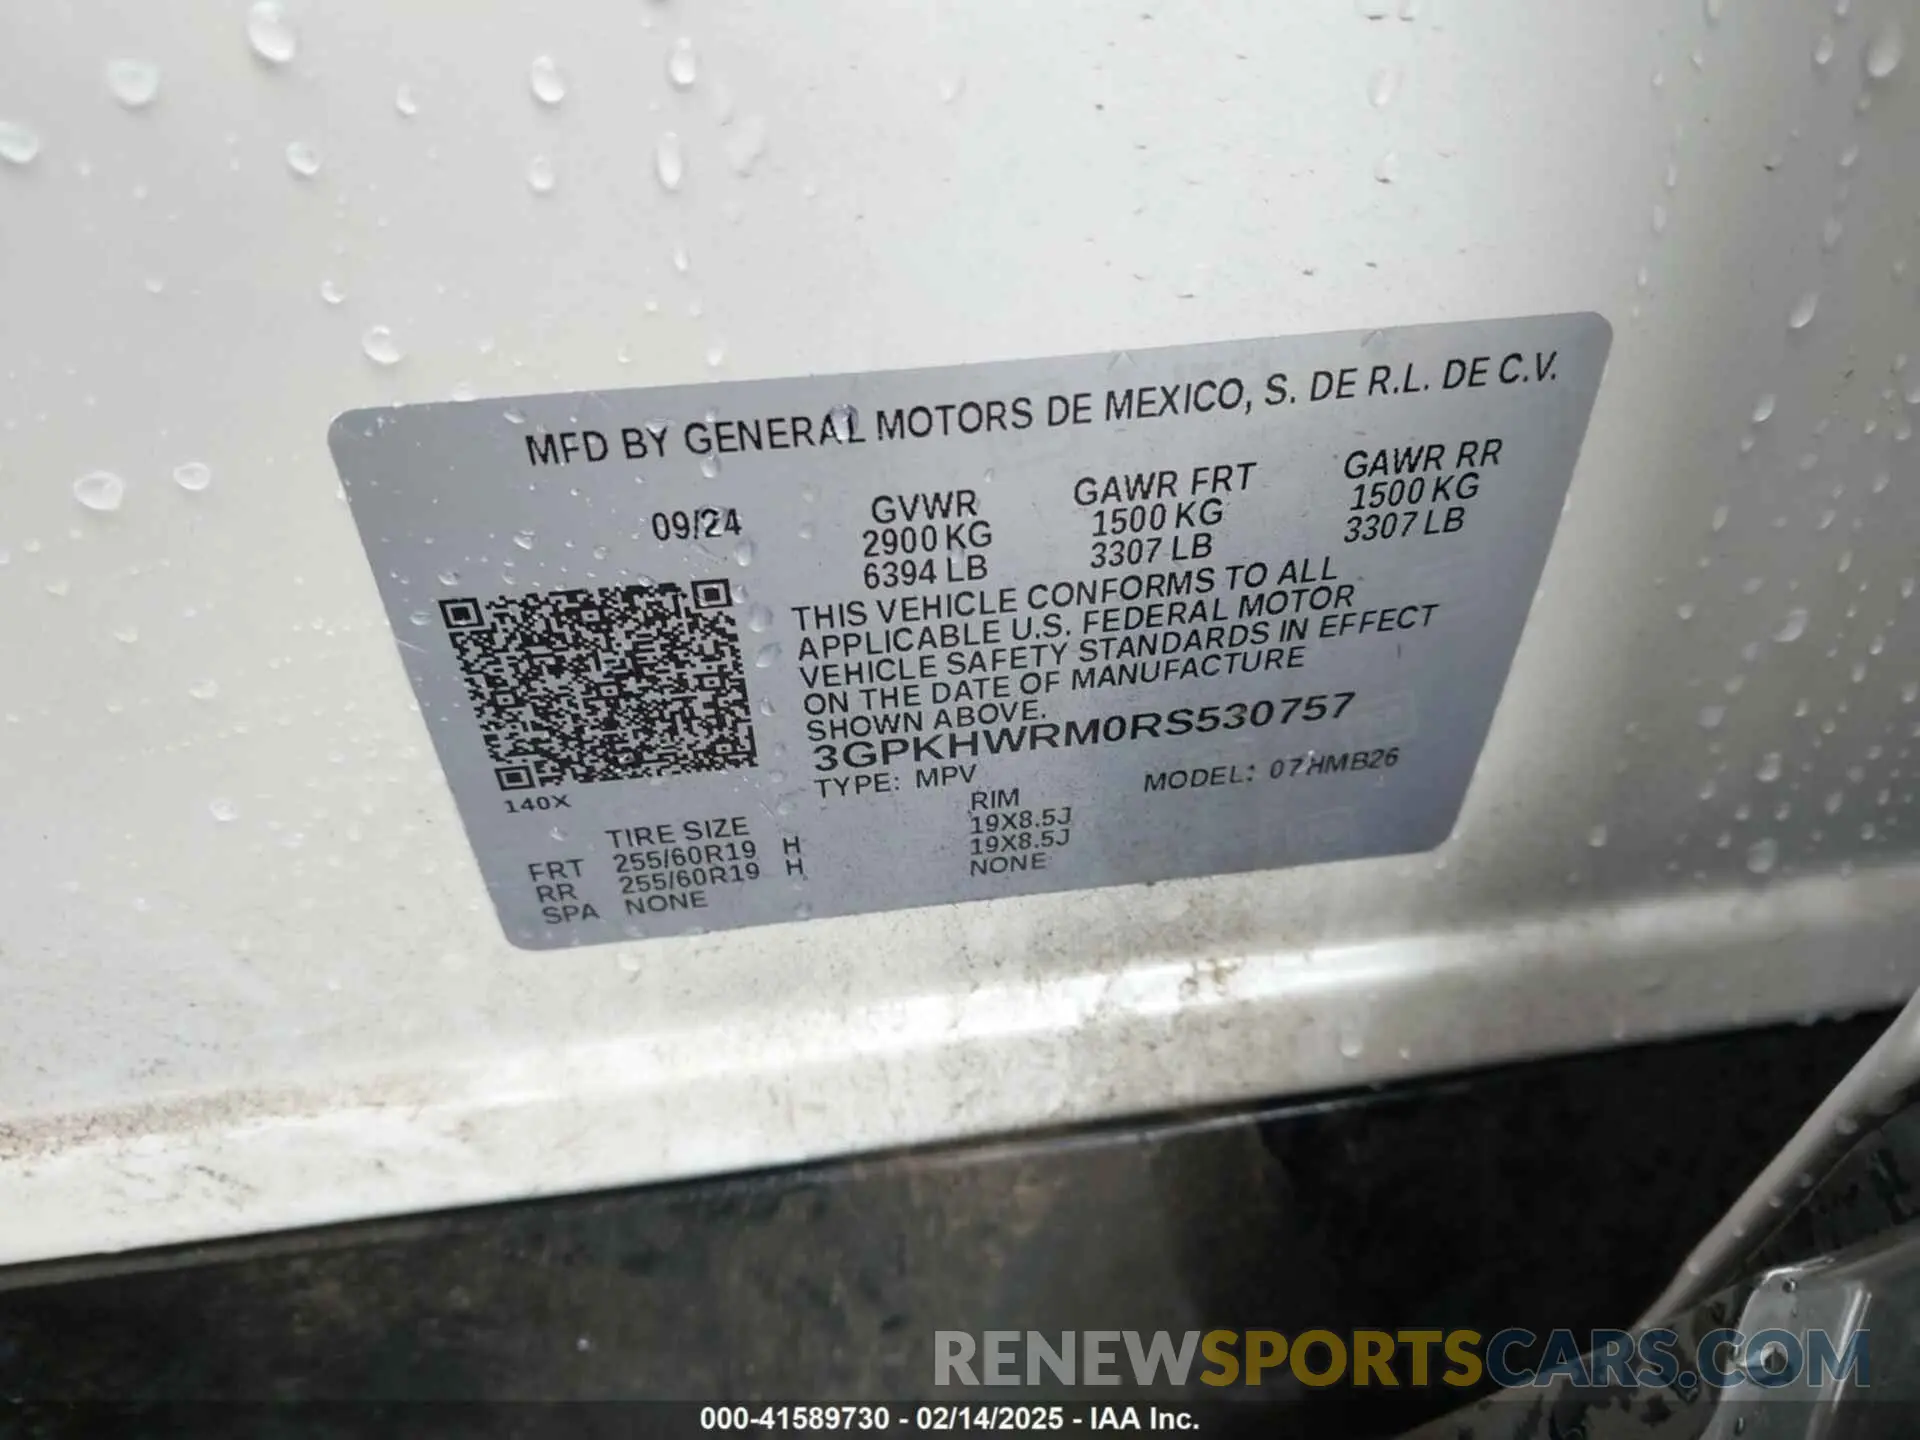 MFD BY GENERAL MOTORS DE MEXICO, S. DE R.L. DE C.V.
09/24 GVWR GAWR FRT GAWR RR
2900 KG 1500 KG 1500 KG
6394 LB 3307 LB 3307 LB
THIS VEHICLE CONFORMS TO ALL
APPLICABLE U.S. FEDERAL MOTOR
VEHICLE SAFETY STANDARDS IN EFFECT
ON THE DATE OF MANUFACTURE
SHOWN ABOVE.
3GPKHWRM0RS530757
TYPE: MPV MODEL: 07HMB26
140X
TIRE SIZE RIM
FRT 255/60R19 H 19X8.5J
RR 255/60R19 H 19X8.5J
SPA NONE NONE
RENEWSPORTSCARS.COM
000-41589730 - 02/14/2025 - IAA Inc.